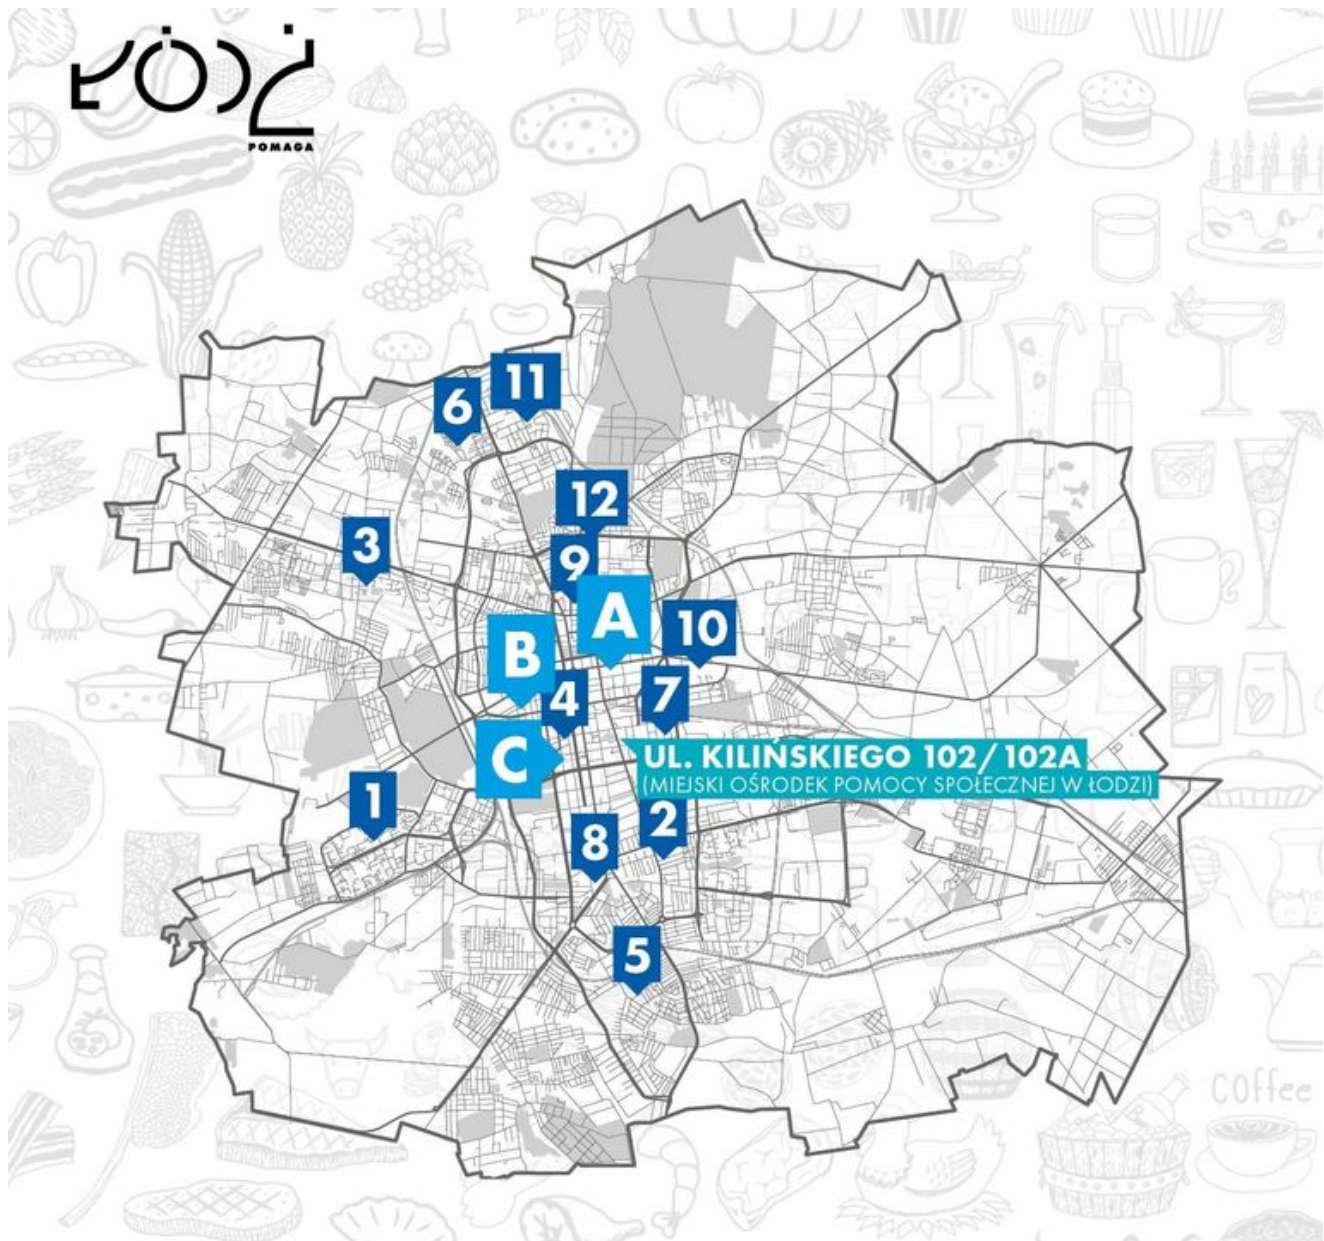 ŁÓDŹ
POMAGA
11
6
12
3
9
A
10
B
4
7
C
UL. KILIŃSKIEGO 102/102A
(MIEJSKI OŚRODEK POMOCY SPOŁECZNEJ W ŁODZI)
1
2
8
5
coffee